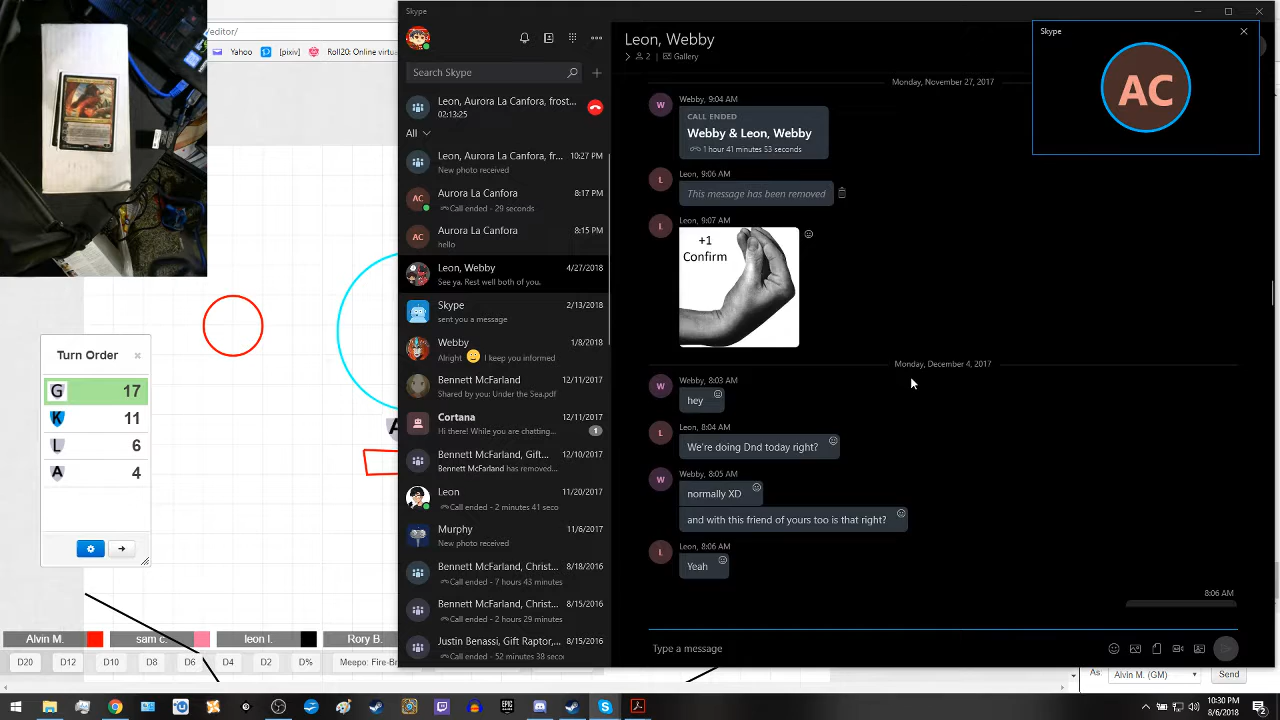 editor/
Yahoo
[pixiv]
Roll20: Online virtua
Turn Order
G 17
K 11
L 6
A 4
Alvin M.
sam c.
leon l.
Rory B.
D20
D12
D10
D8
D6
D4
D2
D%
Meepo: Fire-Br
Skype
Search Skype
Leon, Aurora La Canfora, frost...
02:13:25
All
Leon, Aurora La Canfora, fr... 10:27 PM
New photo received
Aurora La Canfora 8:17 PM
Call ended - 29 seconds
Aurora La Canfora 8:15 PM
hello
Leon, Webby 4/27/2018
See ya. Rest well both of you.
Skype 2/13/2018
sent you a message
Webby 1/8/2018
Alright I keep you informed
Bennett McFarland 12/11/2017
Shared by you: Under the Sea.pdf
Cortana 12/11/2017
Hi there! While you are chatting... 1
Bennett McFarland, Gift... 12/10/2017
Bennett McFarland has removed...
Leon 11/20/2017
Call ended - 2 minutes 41 seco
Murphy 11/6/2017
New photo received
Bennett McFarland, Christ... 8/18/2016
Call ended - 7 hours 43 minutes
Bennett McFarland, Christ... 8/15/2016
Call ended - 2 hours 29 minutes
Justin Benassi, Gift Raptor,... 8/15/2016
Call ended - 52 minutes 38 seco
Leon, Webby
2
Gallery
Monday, November 27, 2017
W
Webby, 9:04 AM
CALL ENDED
Webby & Leon, Webby
1 hour 41 minutes 53 seconds
L
Leon, 9:06 AM
This message has been removed
L
Leon, 9:07 AM
+1
Confirm
Monday, December 4, 2017
W
Webby, 8:03 AM
hey
L
Leon, 8:04 AM
We're doing Dnd today right?
W
Webby, 8:05 AM
normally XD
and with this friend of yours too is that right?
L
Leon, 8:06 AM
Yeah
8:06 AM
Type a message
Skype
AC
As:
Alvin M. (GM)
Send
10:30 PM
8/6/2018